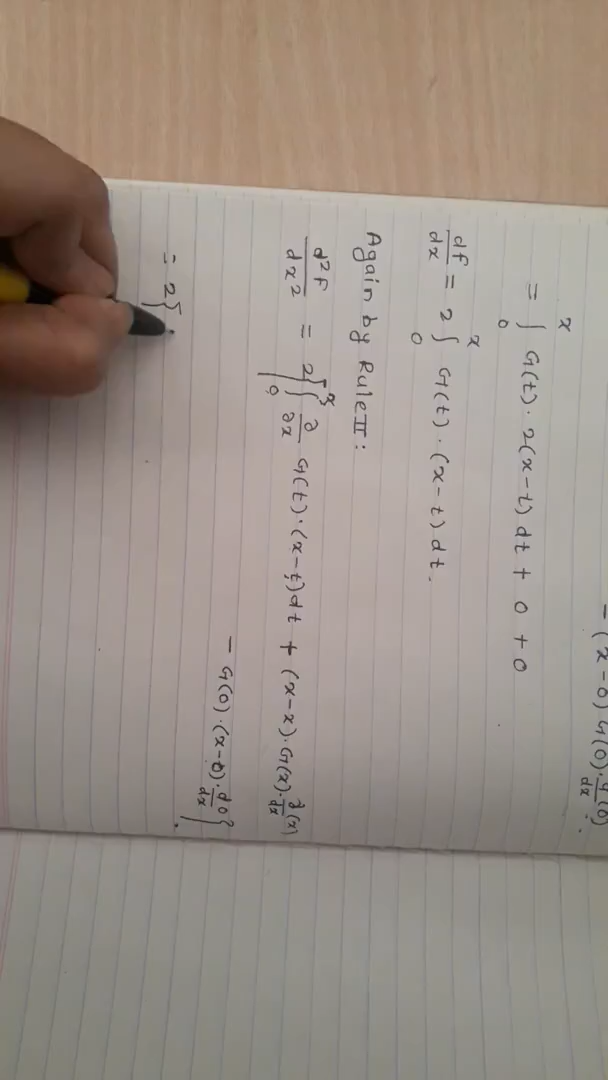 − (x−0) G(0)·d(0)/dx.
= ∫₀ˣ G(t)·2(x−t) dt + 0 + 0
df/dx = 2 ∫₀ˣ G(t)·(x−t) dt.
Again by Rule II:
d²f/dx² = 2 { ∫₀ˣ ∂/∂x G(t)·(x−t) dt + (x−x)·G(x)·d(x)/dx
− G(0)·(x−0)·d0/dx }.
= 2 {